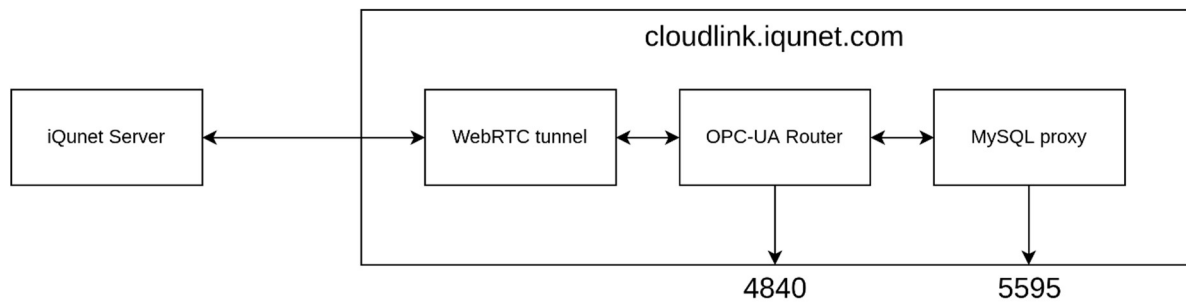 cloudlink.iqunet.com
iQunet Server
WebRTC tunnel
OPC-UA Router
MySQL proxy
4840
5595